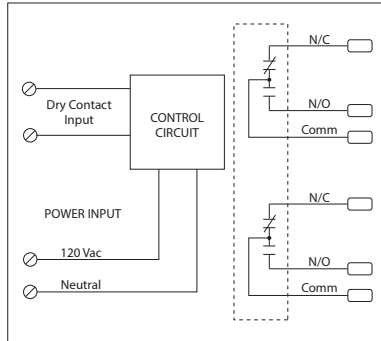 Dry Contact
Input
CONTROL
CIRCUIT
POWER INPUT
120 Vac
Neutral
N/C
N/O
Comm
N/C
N/O
Comm